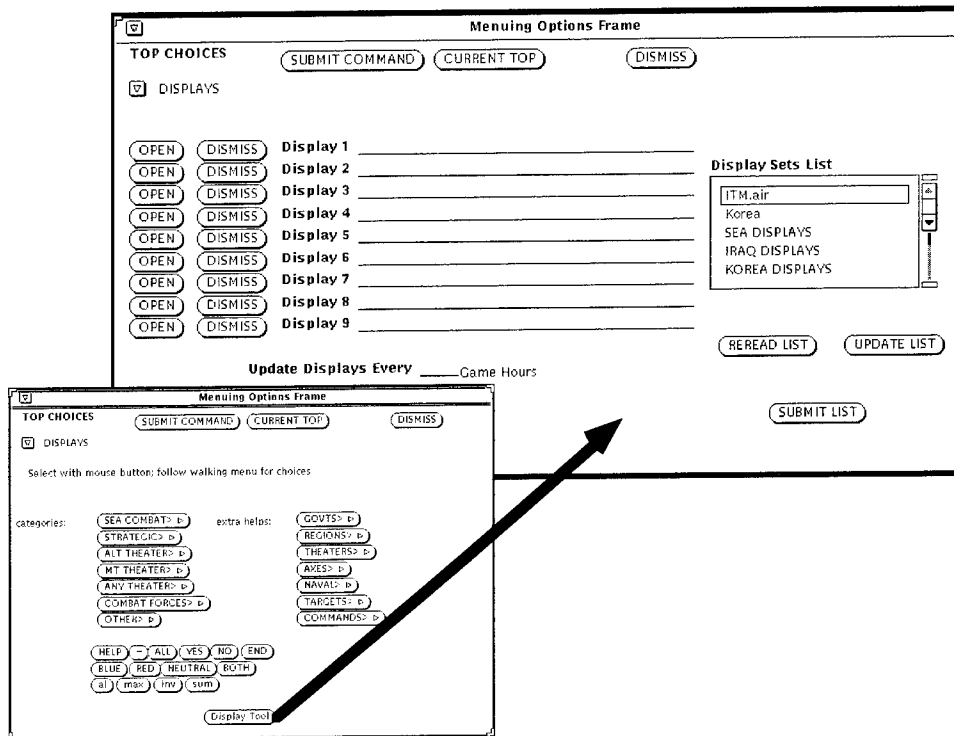 Menuing Options Frame
TOP CHOICES SUBMIT COMMAND CURRENT TOP DISMISS
DISPLAYS
OPEN DISMISS Display 1
OPEN DISMISS Display 2
OPEN DISMISS Display 3
OPEN DISMISS Display 4
OPEN DISMISS Display 5
OPEN DISMISS Display 6
OPEN DISMISS Display 7
OPEN DISMISS Display 8
OPEN DISMISS Display 9
Display Sets List
ITM.air
Korea
SEA DISPLAYS
IRAQ DISPLAYS
KOREA DISPLAYS
REREAD LIST UPDATE LIST
Update Displays Every ____ Game Hours
SUBMIT LIST
Menuing Options Frame
TOP CHOICES SUBMIT COMMAND CURRENT TOP DISMISS
DISPLAYS
Select with mouse button; follow walking menu for choices
categories: SEA COMBAT> extra helps: GOVTS>
STRATEGIC> REGIONS>
ALT THEATER> THEATERS>
MT THEATER> AXES>
ANY THEATER> NAVAL>
COMBAT FORCES> TARGETS>
OTHER> COMMANDS>
HELP - ALL YES NO END
BLUE RED NEUTRAL BOTH
al max inv sum
Display Tool